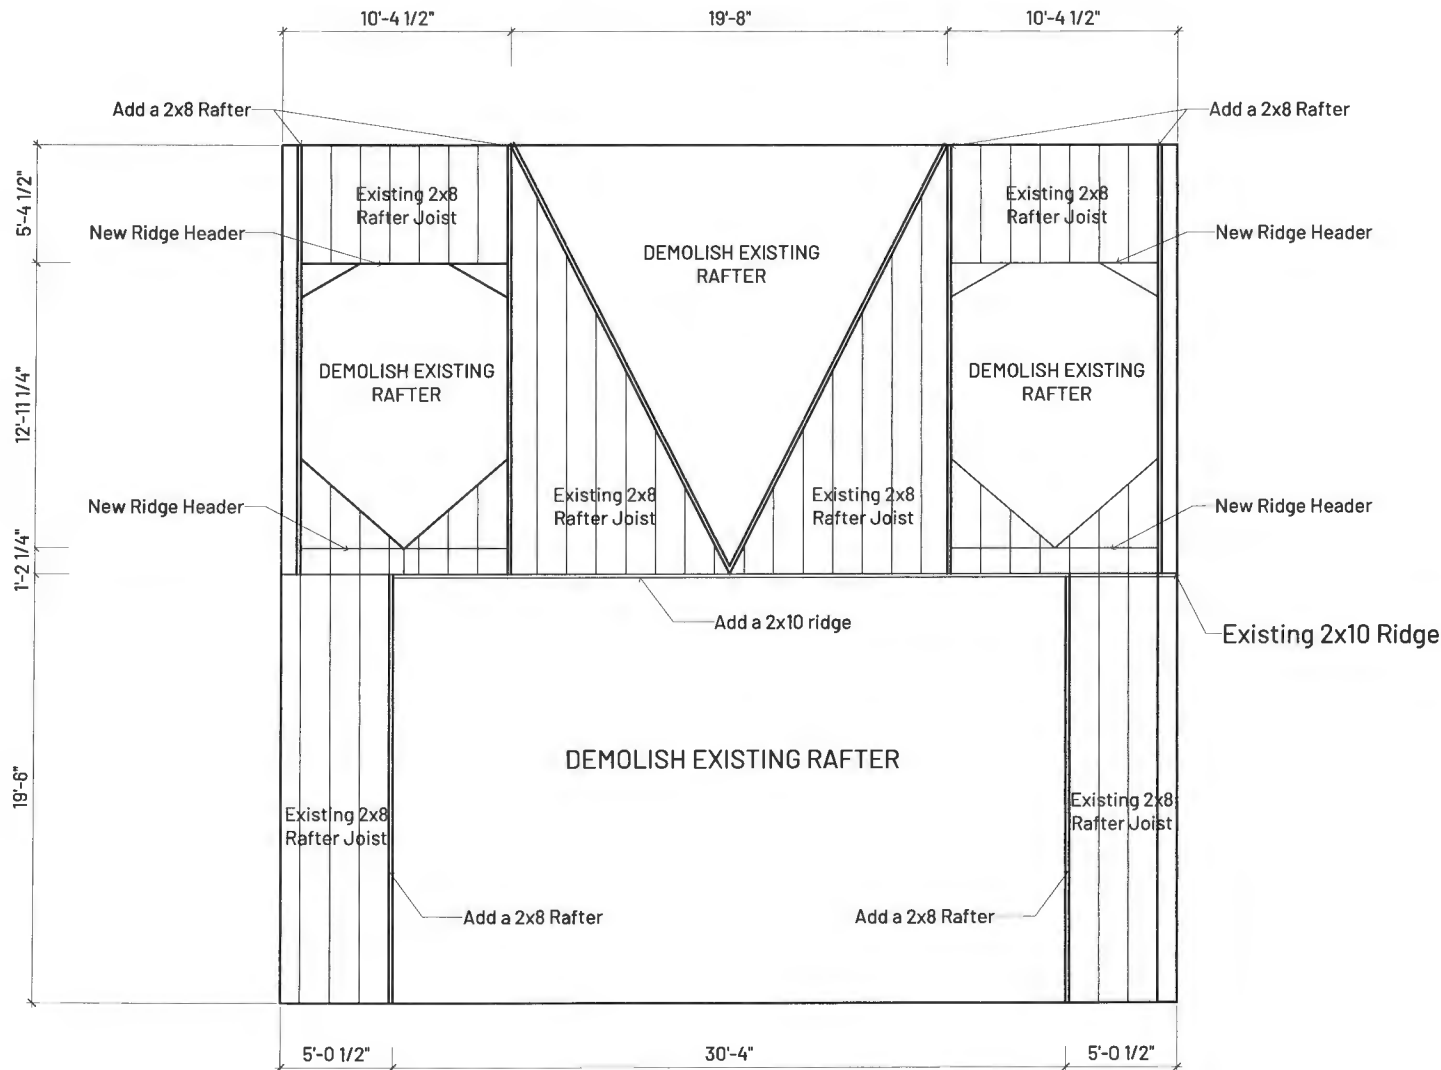 10'-4 1/2"
19'-8"
10'-4 1/2"
Add a 2x8 Rafter
Add a 2x8 Rafter
5'-4 1/2"
Existing 2x8
Rafter Joist
Existing 2x8
Rafter Joist
New Ridge Header
New Ridge Header
DEMOLISH EXISTING
RAFTER
12'-11 1/4"
DEMOLISH EXISTING
RAFTER
DEMOLISH EXISTING
RAFTER
New Ridge Header
Existing 2x8
Rafter Joist
Existing 2x8
Rafter Joist
New Ridge Header
1'-2 1/4"
Add a 2x10 ridge
Existing 2x10 Ridge
DEMOLISH EXISTING RAFTER
19'-6"
Existing 2x8
Rafter Joist
Existing 2x8
Rafter Joist
Add a 2x8 Rafter
Add a 2x8 Rafter
5'-0 1/2"
30'-4"
5'-0 1/2"